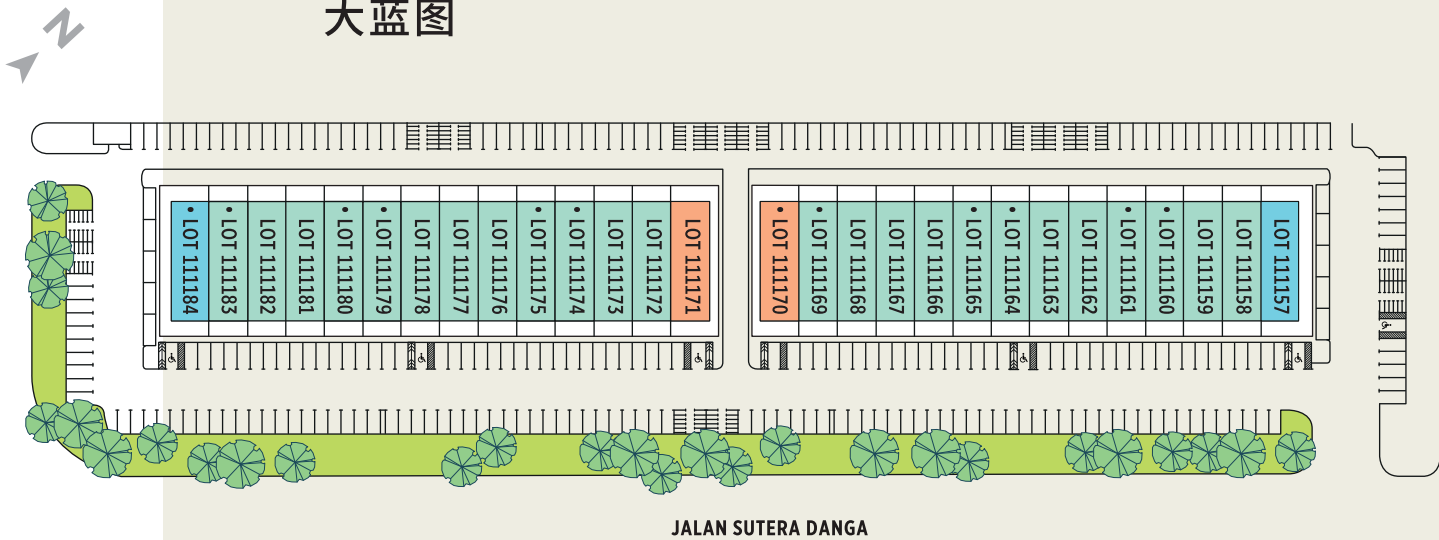 大蓝图
N
LOT 111184
LOT 111183
LOT 111182
LOT 111181
LOT 111180
LOT 111179
LOT 111178
LOT 111177
LOT 111176
LOT 111175
LOT 111174
LOT 111173
LOT 111172
LOT 111171
LOT 111170
LOT 111169
LOT 111168
LOT 111167
LOT 111166
LOT 111165
LOT 111164
LOT 111163
LOT 111162
LOT 111161
LOT 111160
LOT 111159
LOT 111158
LOT 111157
JALAN SUTERA DANGA